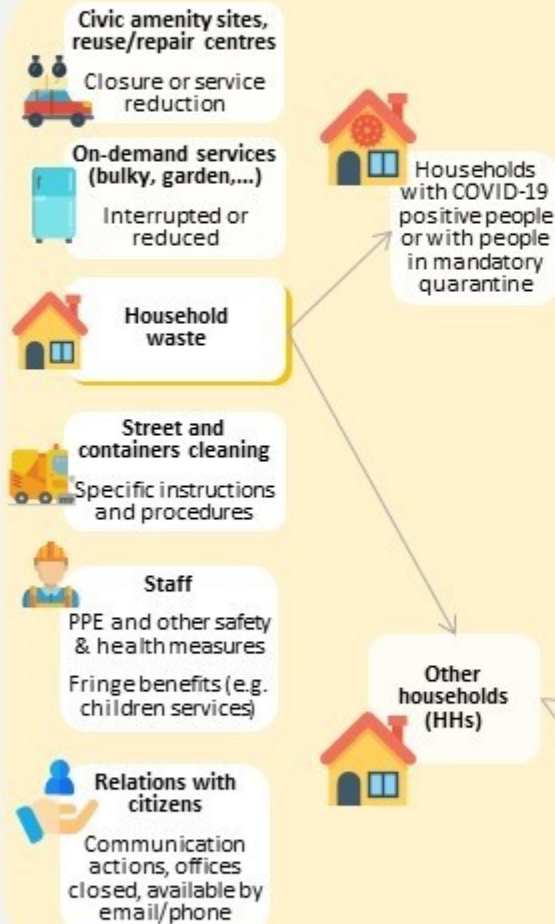 Civic amenity sites,
reuse/repair centres
Closure or service
reduction
On-demand services
(bulky, garden,...)
Interrupted or
reduced
Household
waste
Street and
containers cleaning
Specific instructions
and procedures
Staff
PPE and other safety
& health measures
Fringe benefits (e.g.
children services)
Relations with
citizens
Communication
actions, offices
closed, available by
email/phone
Households
with COVID-19
positive people
or with people
in mandatory
quarantine
Other
households
(HHs)